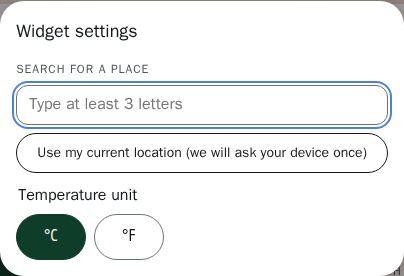 Widget settings
SEARCH FOR A PLACE
Type at least 3 letters
Use my current location (we will ask your device once)
Temperature unit
°C °F